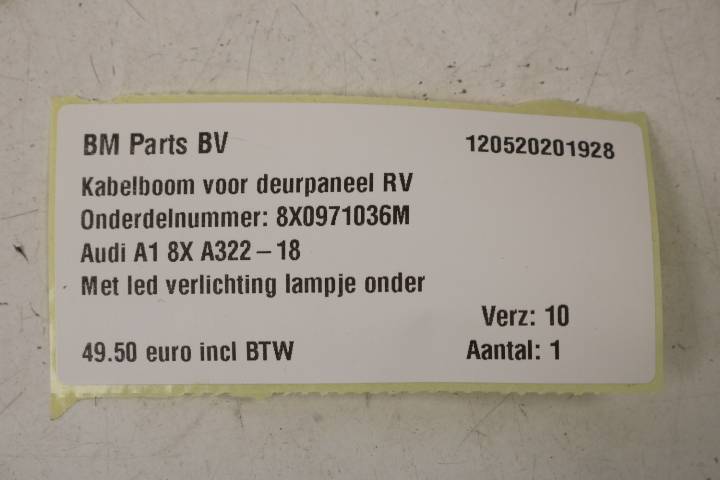 BM Parts BV 120520201928
Kabelboom voor deurpaneel RV
Onderdelnummer: 8X0971036M
Audi A1 8X A322 – 18
Met led verlichting lampje onder
Verz: 10
49.50 euro incl BTW Aantal: 1